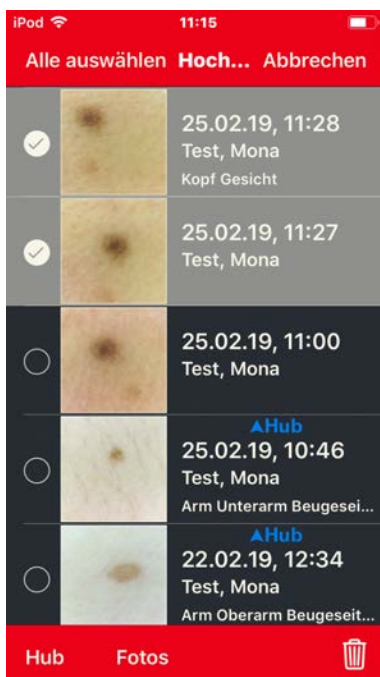 iPod 11:15
Alle auswählen Hoch... Abbrechen
25.02.19, 11:28
Test, Mona
Kopf Gesicht
25.02.19, 11:27
Test, Mona
25.02.19, 11:00
Test, Mona
Hub
25.02.19, 10:46
Test, Mona
Arm Unterarm Beugesei...
Hub
22.02.19, 12:34
Test, Mona
Arm Oberarm Beugeseit...
Hub Fotos